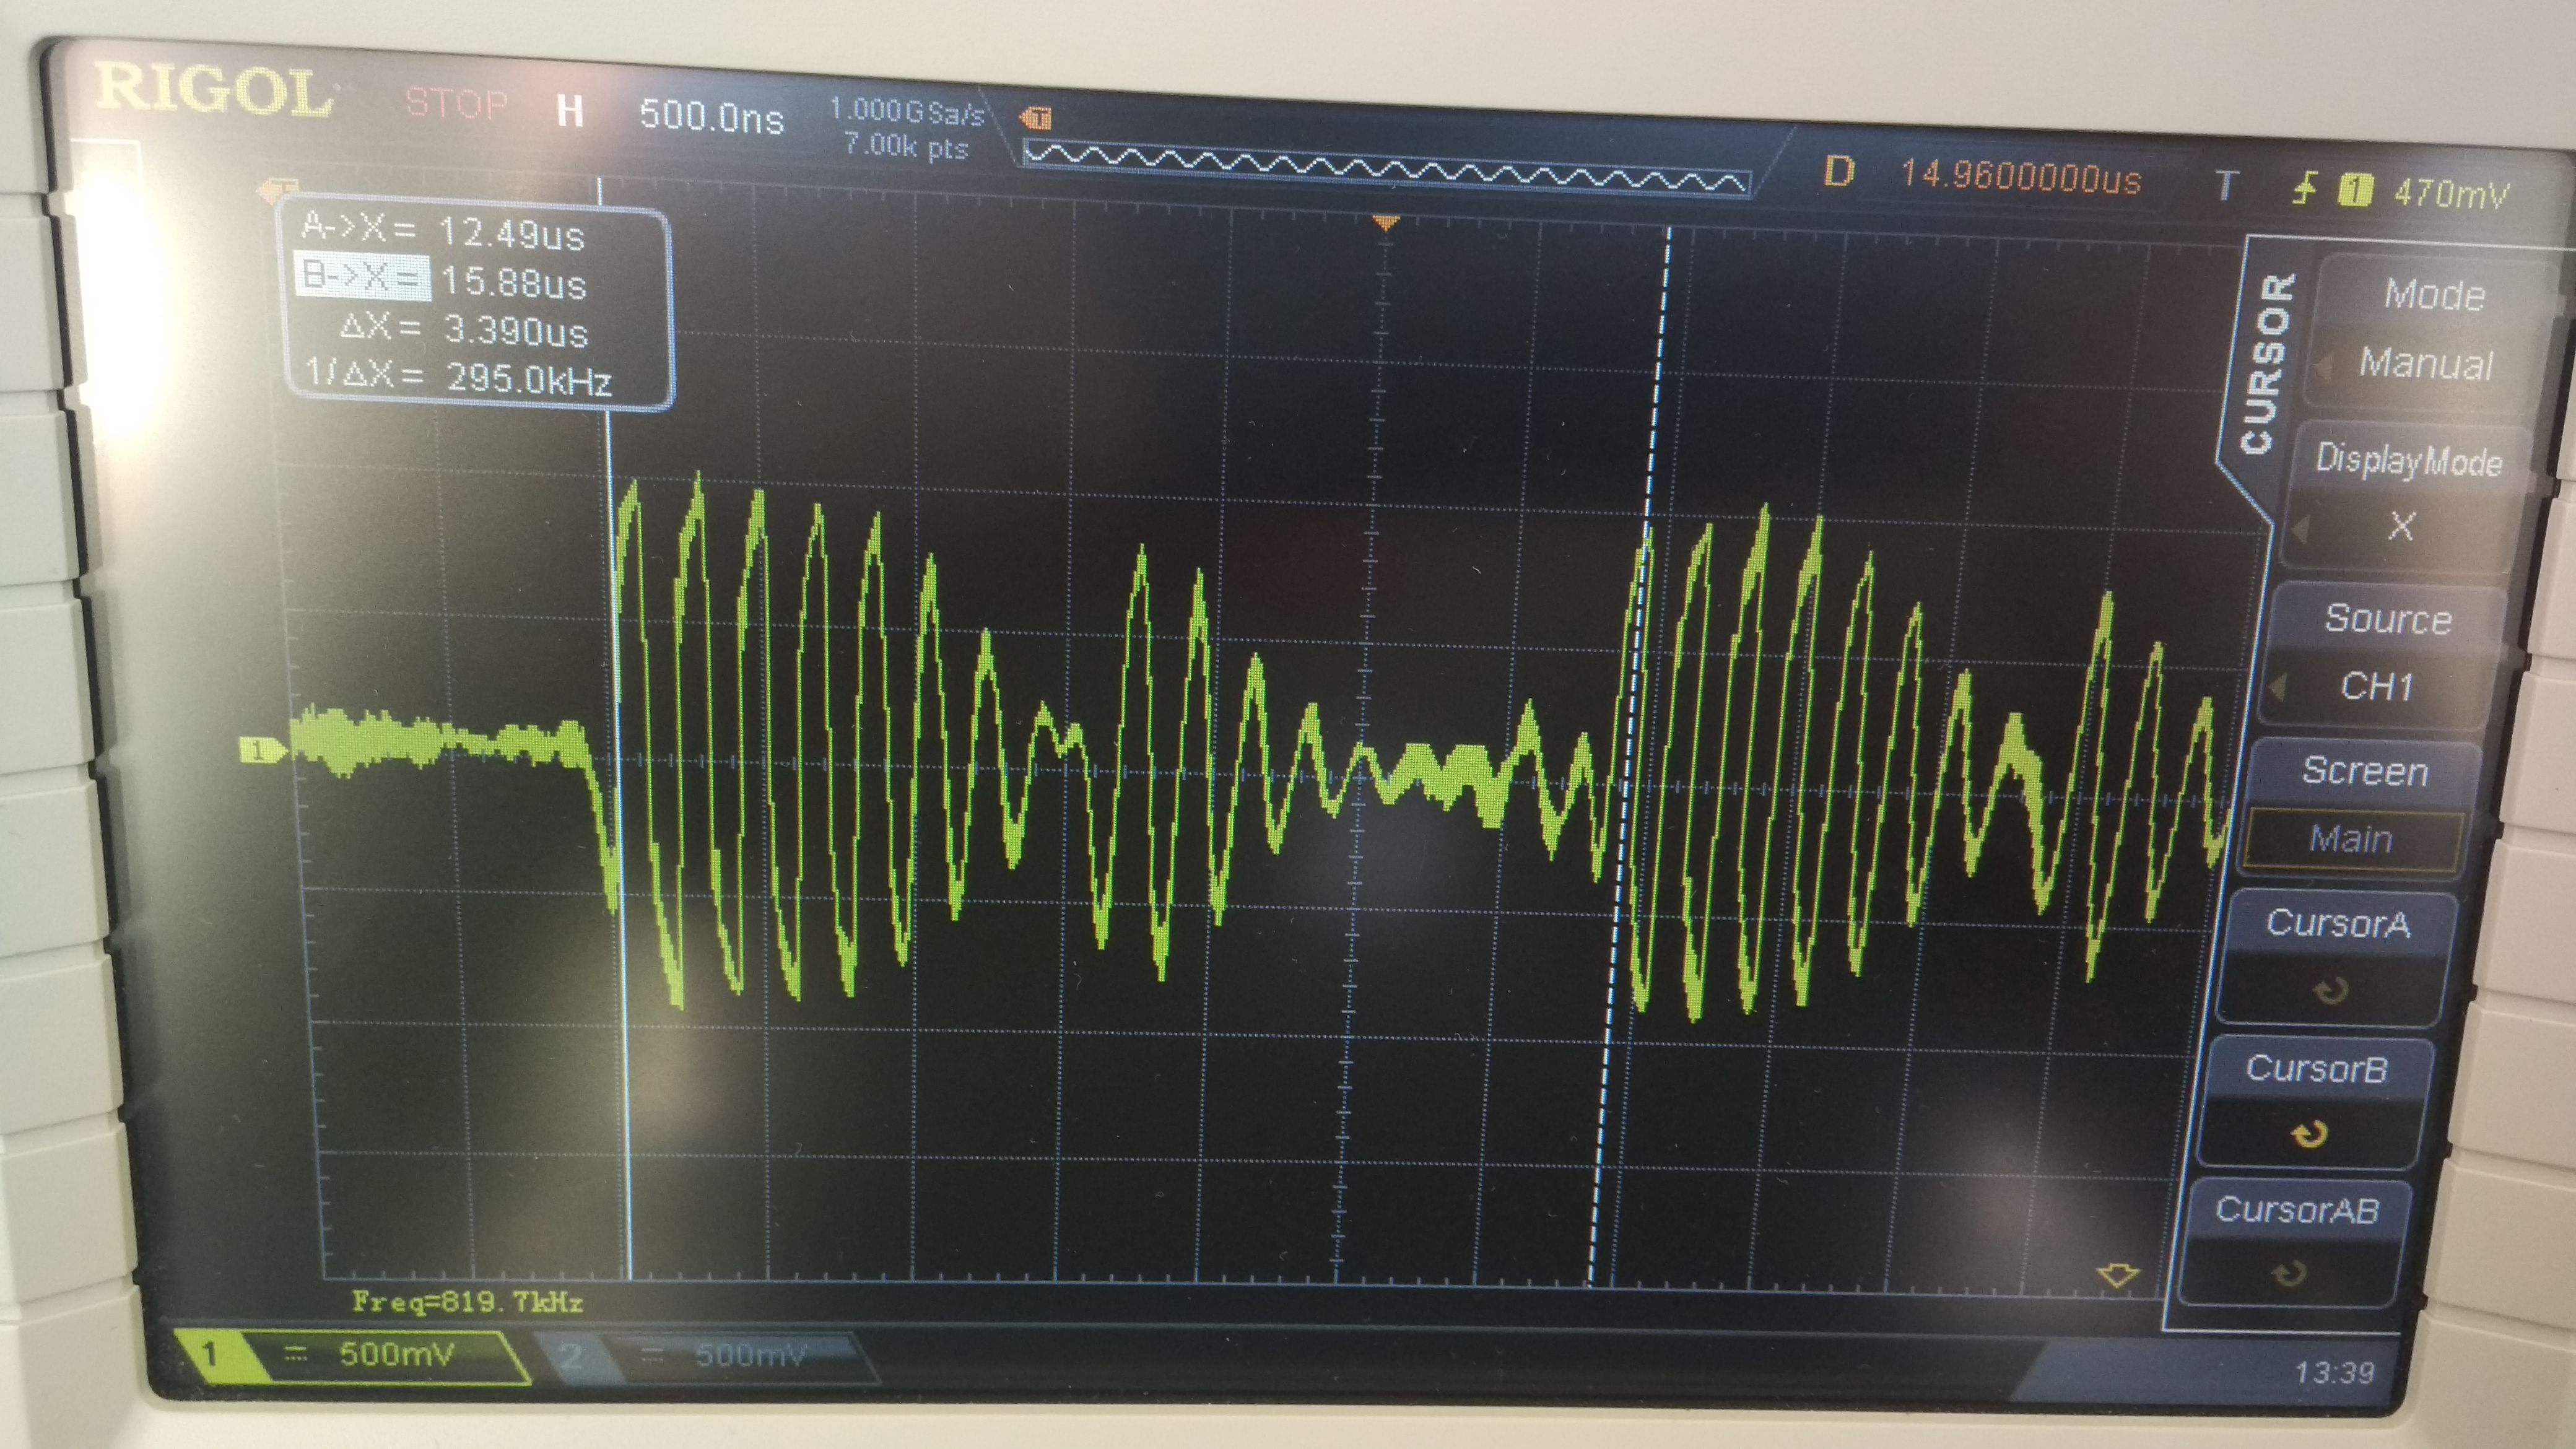 RIGOL STOP H 500.0ns 1.000GSa/s 7.00k pts D 14.9600000us T 1 470mV
A->X= 12.49us
B->X= 15.88us
ΔX= 3.390us
1/ΔX= 295.0kHz
1
CURSOR
Mode
Manual
DisplayMode
X
Source
CH1
Screen
Main
CursorA
CursorB
CursorAB
Freq=819.7kHz
1 500mV 2 500mV
13:39